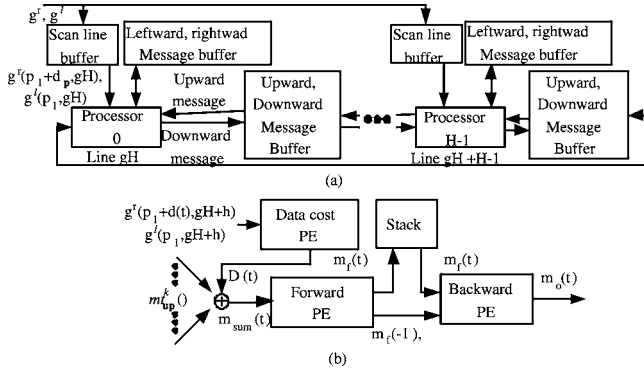 g^r, g^l
Scan line
buffer
Leftward, rightwad
Message buffer
Scan line
buffer
Leftward, rightwad
Message buffer
g^r(p_1+d_p,gH),
g^l(p_1,gH)
Upward
message
Upward,
Downward
Message
Buffer
Upward,
Downward
Message
Buffer
Processor
0
Downward
message
Processor
H-1
Line gH
Line gH +H-1
(a)
g^r(p_1+d(t),gH+h)
g^l(p_1,gH+h)
Data cost
PE
Stack
m_f(t)
m_f(t)
D(t)
m_o(t)
Forward
PE
Backward
PE
m_sum(t)
m_f(-1),
(b)